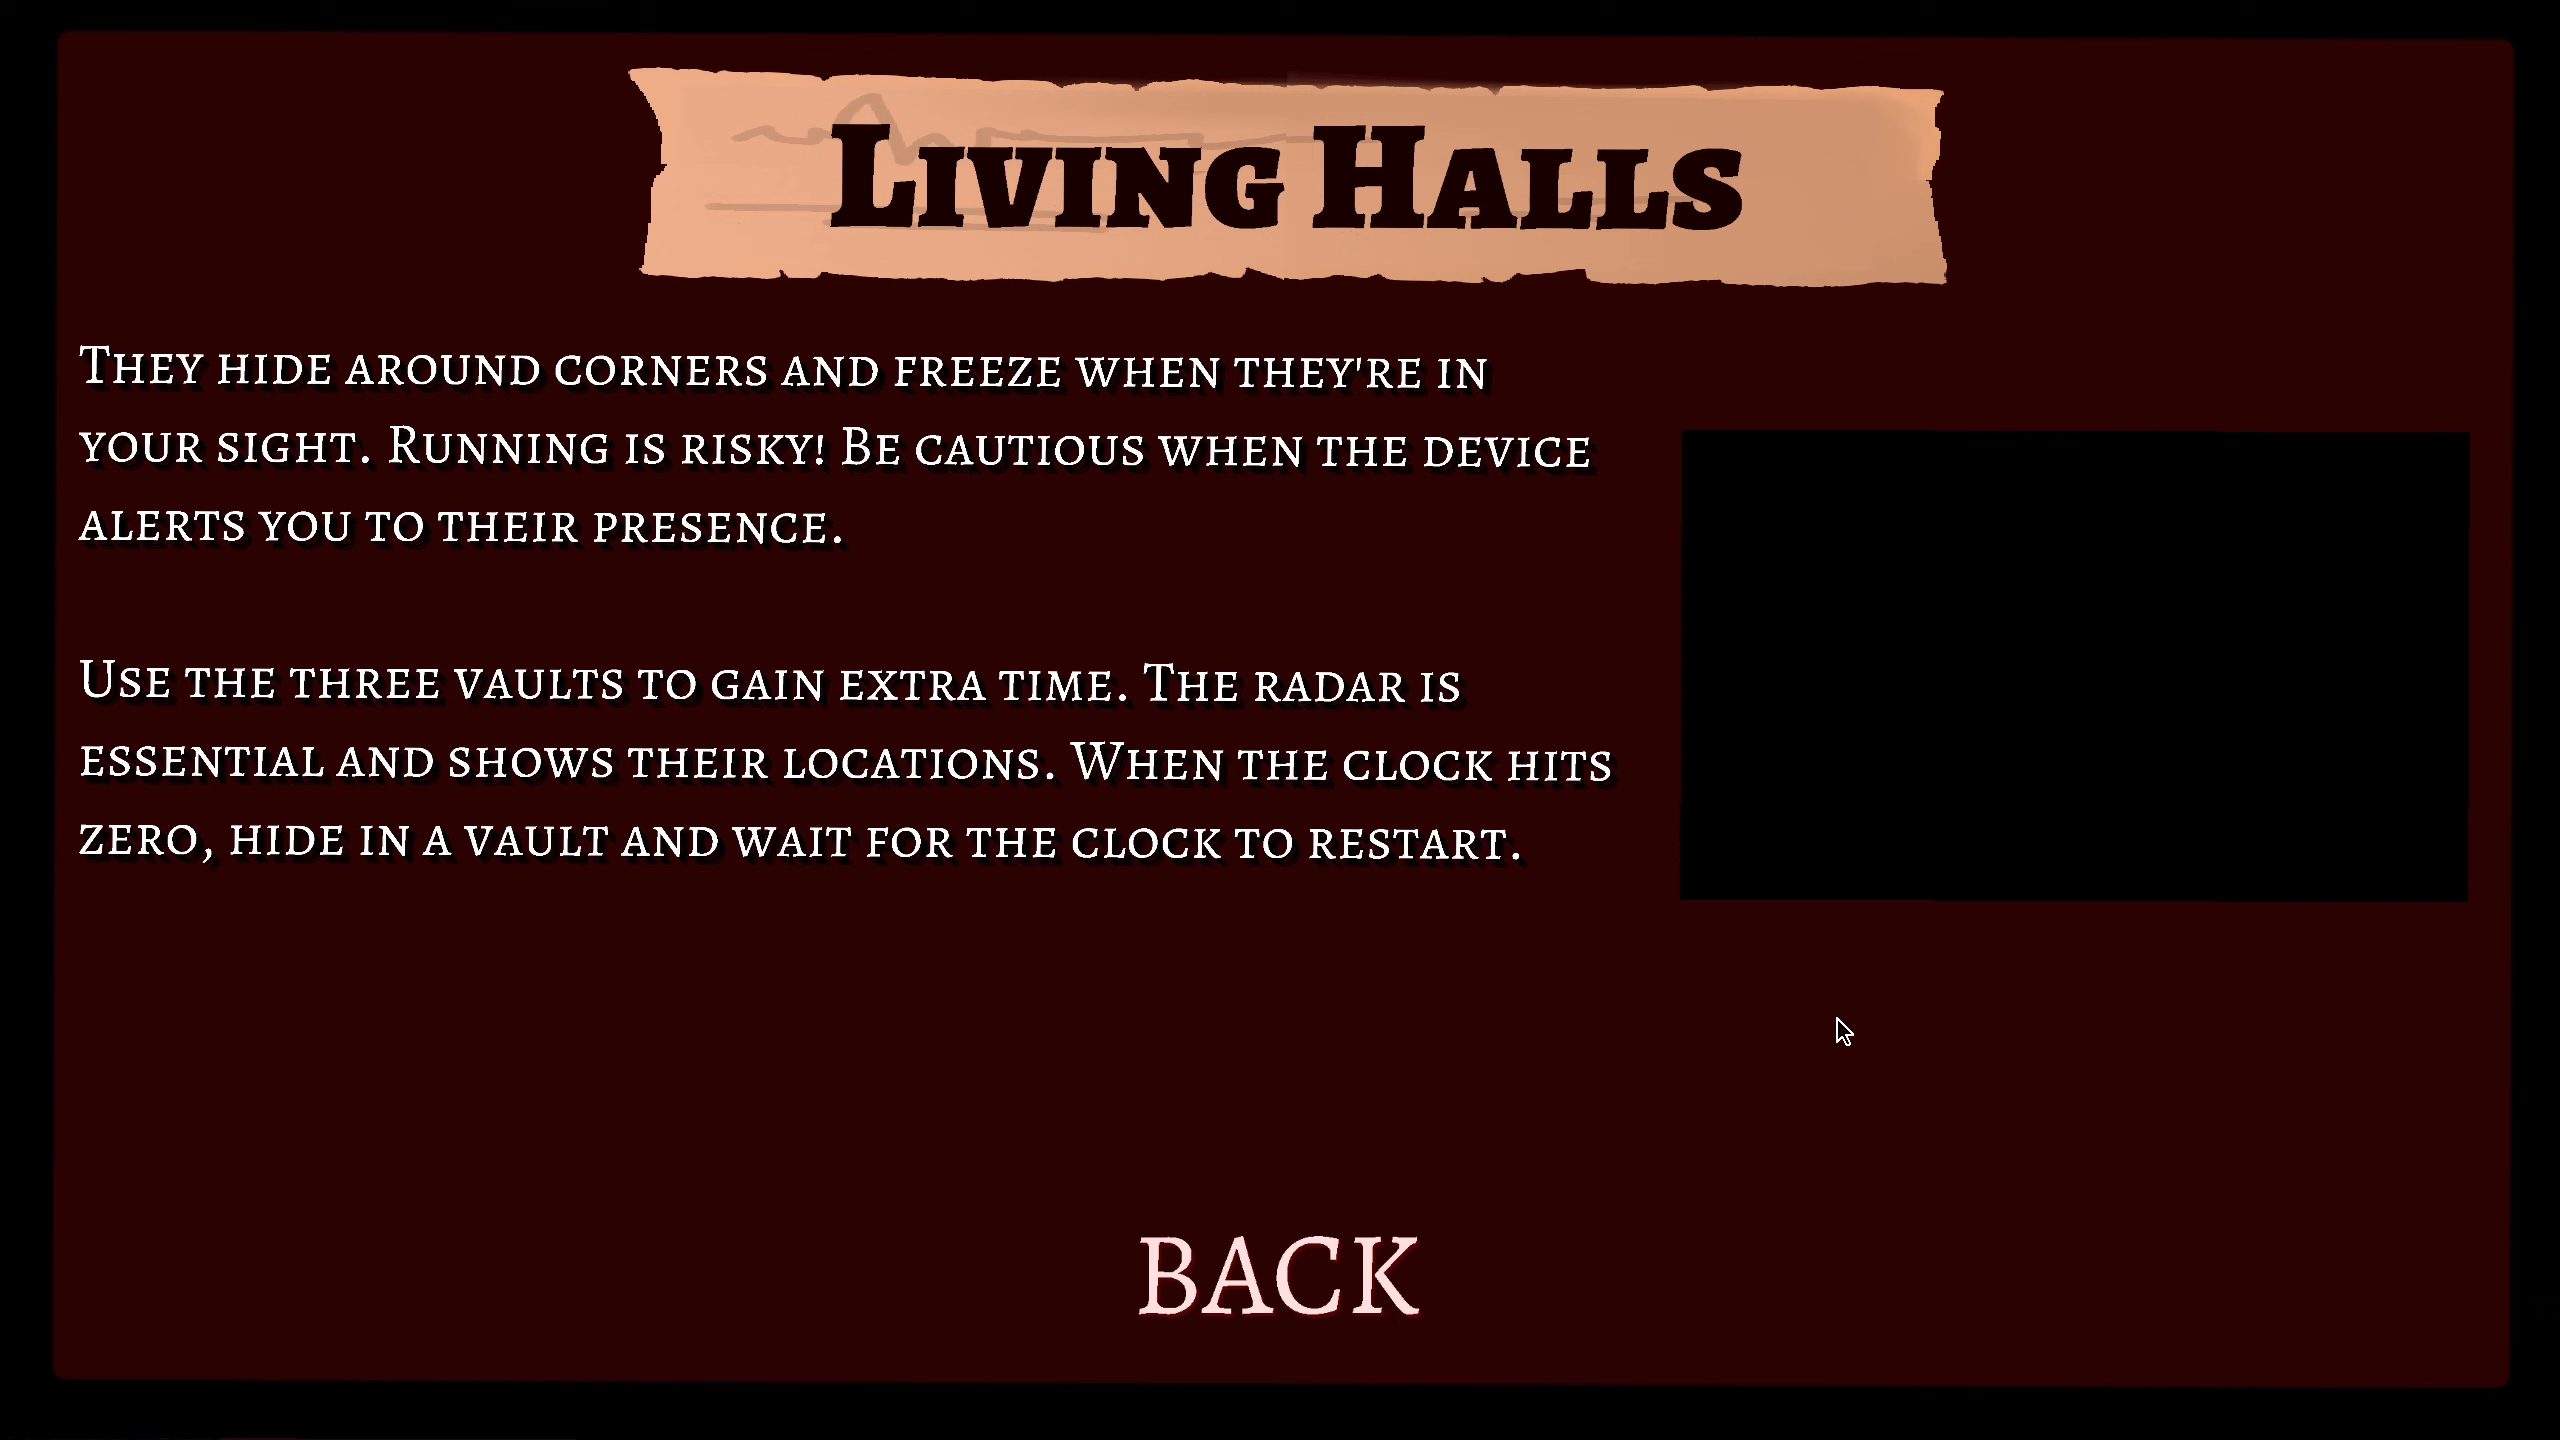 Living Halls
They hide around corners and freeze when they're in
your sight. Running is risky! Be cautious when the device
alerts you to their presence.
Use the three vaults to gain extra time. The radar is
essential and shows their locations. When the clock hits
zero, hide in a vault and wait for the clock to restart.
BACK